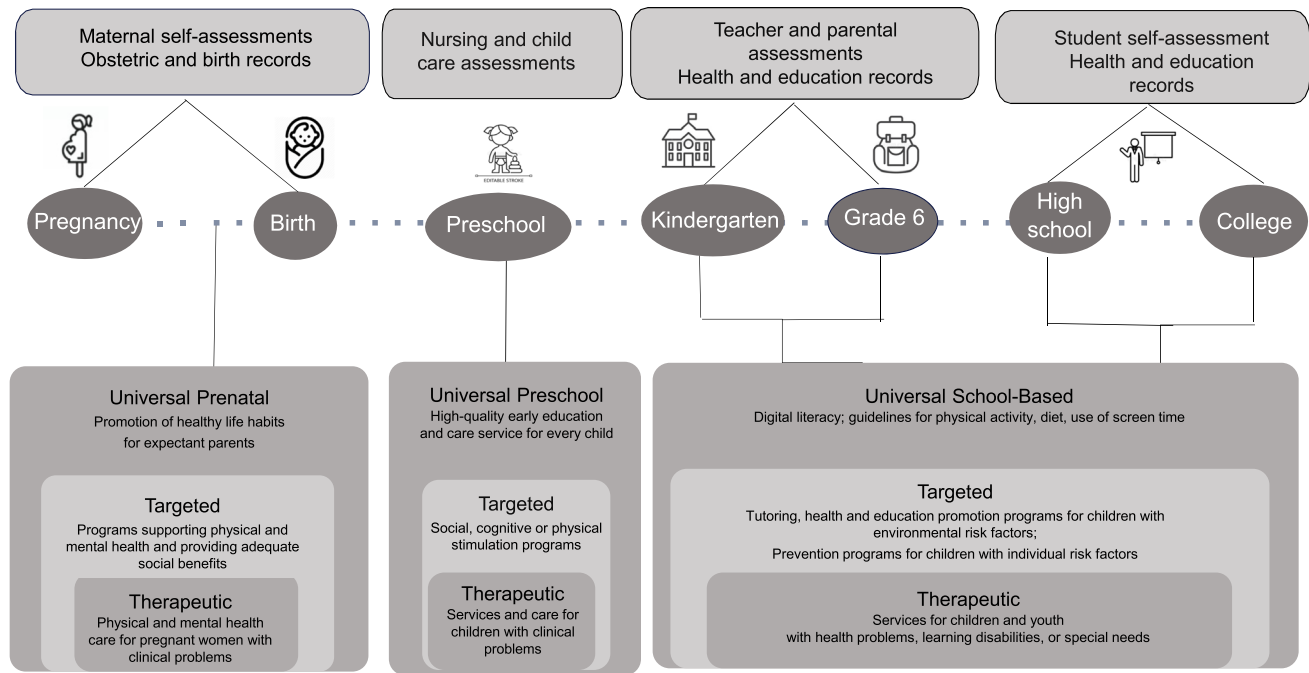 Maternal self-assessments
Obstetric and birth records
Nursing and child
care assessments
Teacher and parental
assessments
Health and education records
Student self-assessment
Health and education
records
EDITABLE STROKE
Pregnancy
Birth
Preschool
Kindergarten
Grade 6
High
school
College
Universal Prenatal
Promotion of healthy life habits
for expectant parents
Targeted
Programs supporting physical and
mental health and providing adequate
social benefits
Therapeutic
Physical and mental health
care for pregnant women with
clinical problems
Universal Preschool
High-quality early education
and care service for every child
Targeted
Social, cognitive or physical
stimulation programs
Therapeutic
Services and care for
children with clinical
problems
Universal School-Based
Digital literacy; guidelines for physical activity, diet, use of screen time
Targeted
Tutoring, health and education promotion programs for children with
environmental risk factors;
Prevention programs for children with individual risk factors
Therapeutic
Services for children and youth
with health problems, learning disabilities, or special needs